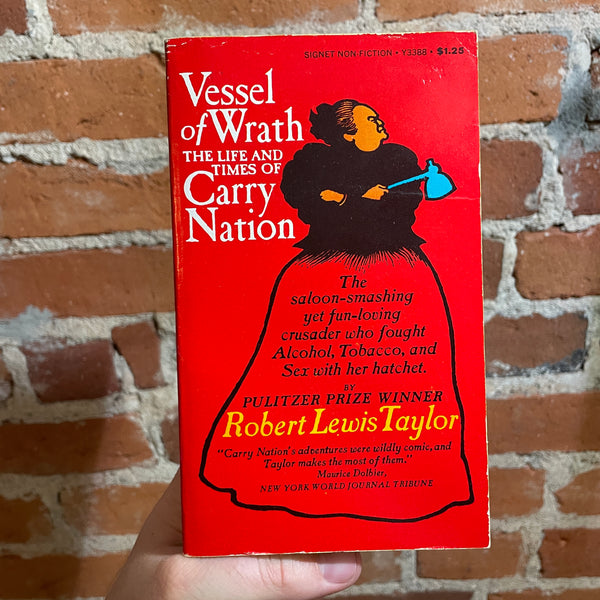 SIGNET NON-FICTION • Y3388 • $1.25
Vessel
of Wrath
THE LIFE AND
TIMES OF
Carry
Nation
The
saloon-smashing
yet fun-loving
crusader who fought
Alcohol, Tobacco, and
Sex with her hatchet.
BY
PULITZER PRIZE WINNER
Robert Lewis Taylor
"Carry Nation's adventures were wildly comic, and
Taylor makes the most of them."
Maurice Dolbier,
NEW YORK WORLD JOURNAL TRIBUNE